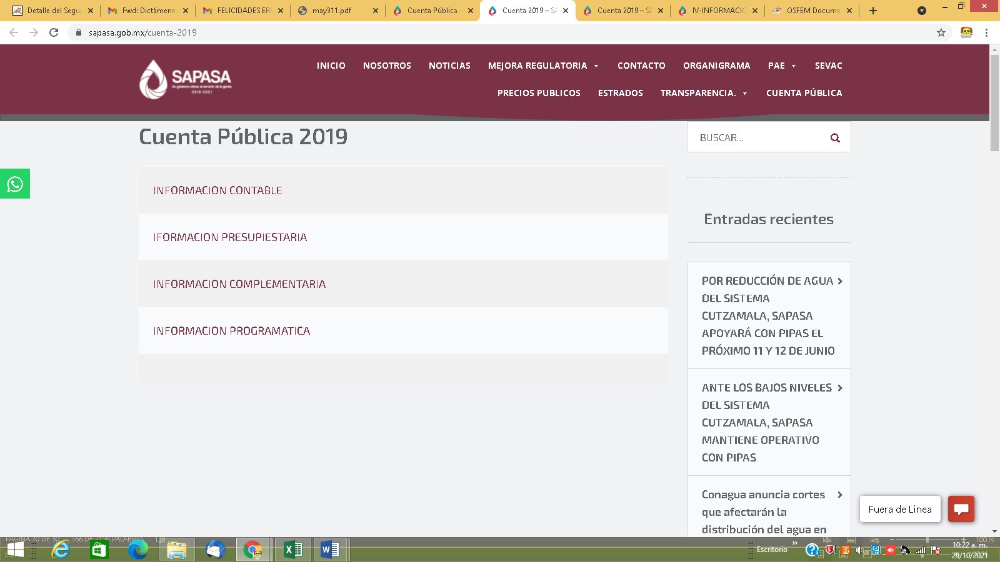 Detalle del Segui
Fwd: Dictámene
FELICIDADES ERE
may311.pdf
Cuenta Pública –
Cuenta 2019 – SA
Cuenta 2019 – SA
IV-INFORMACIO
OSFEM Docume
sapasa.gob.mx/cuenta-2019
SAPASA
Un gobierno eficaz al servicio de la gente
2019-2021
INICIO NOSOTROS NOTICIAS MEJORA REGULATORIA CONTACTO ORGANIGRAMA PAE SEVAC
PRECIOS PUBLICOS ESTRADOS TRANSPARENCIA. CUENTA PÚBLICA
Cuenta Pública 2019
INFORMACION CONTABLE
IFORMACION PRESUPIESTARIA
INFORMACION COMPLEMENTARIA
INFORMACION PROGRAMATICA
BUSCAR...
Entradas recientes
POR REDUCCIÓN DE AGUA
DEL SISTEMA
CUTZAMALA, SAPASA
APOYARÁ CON PIPAS EL
PRÓXIMO 11 Y 12 DE JUNIO
ANTE LOS BAJOS NIVELES
DEL SISTEMA
CUTZAMALA, SAPASA
MANTIENE OPERATIVO
CON PIPAS
Conagua anuncia cortes
que afectarán la
distribución del agua en
Fuera de Linea
PÁGINA 20 DE 30 366 DE 7128 PALABRAS
100 %
Escritorio
10:22 a. m.
29/10/2021